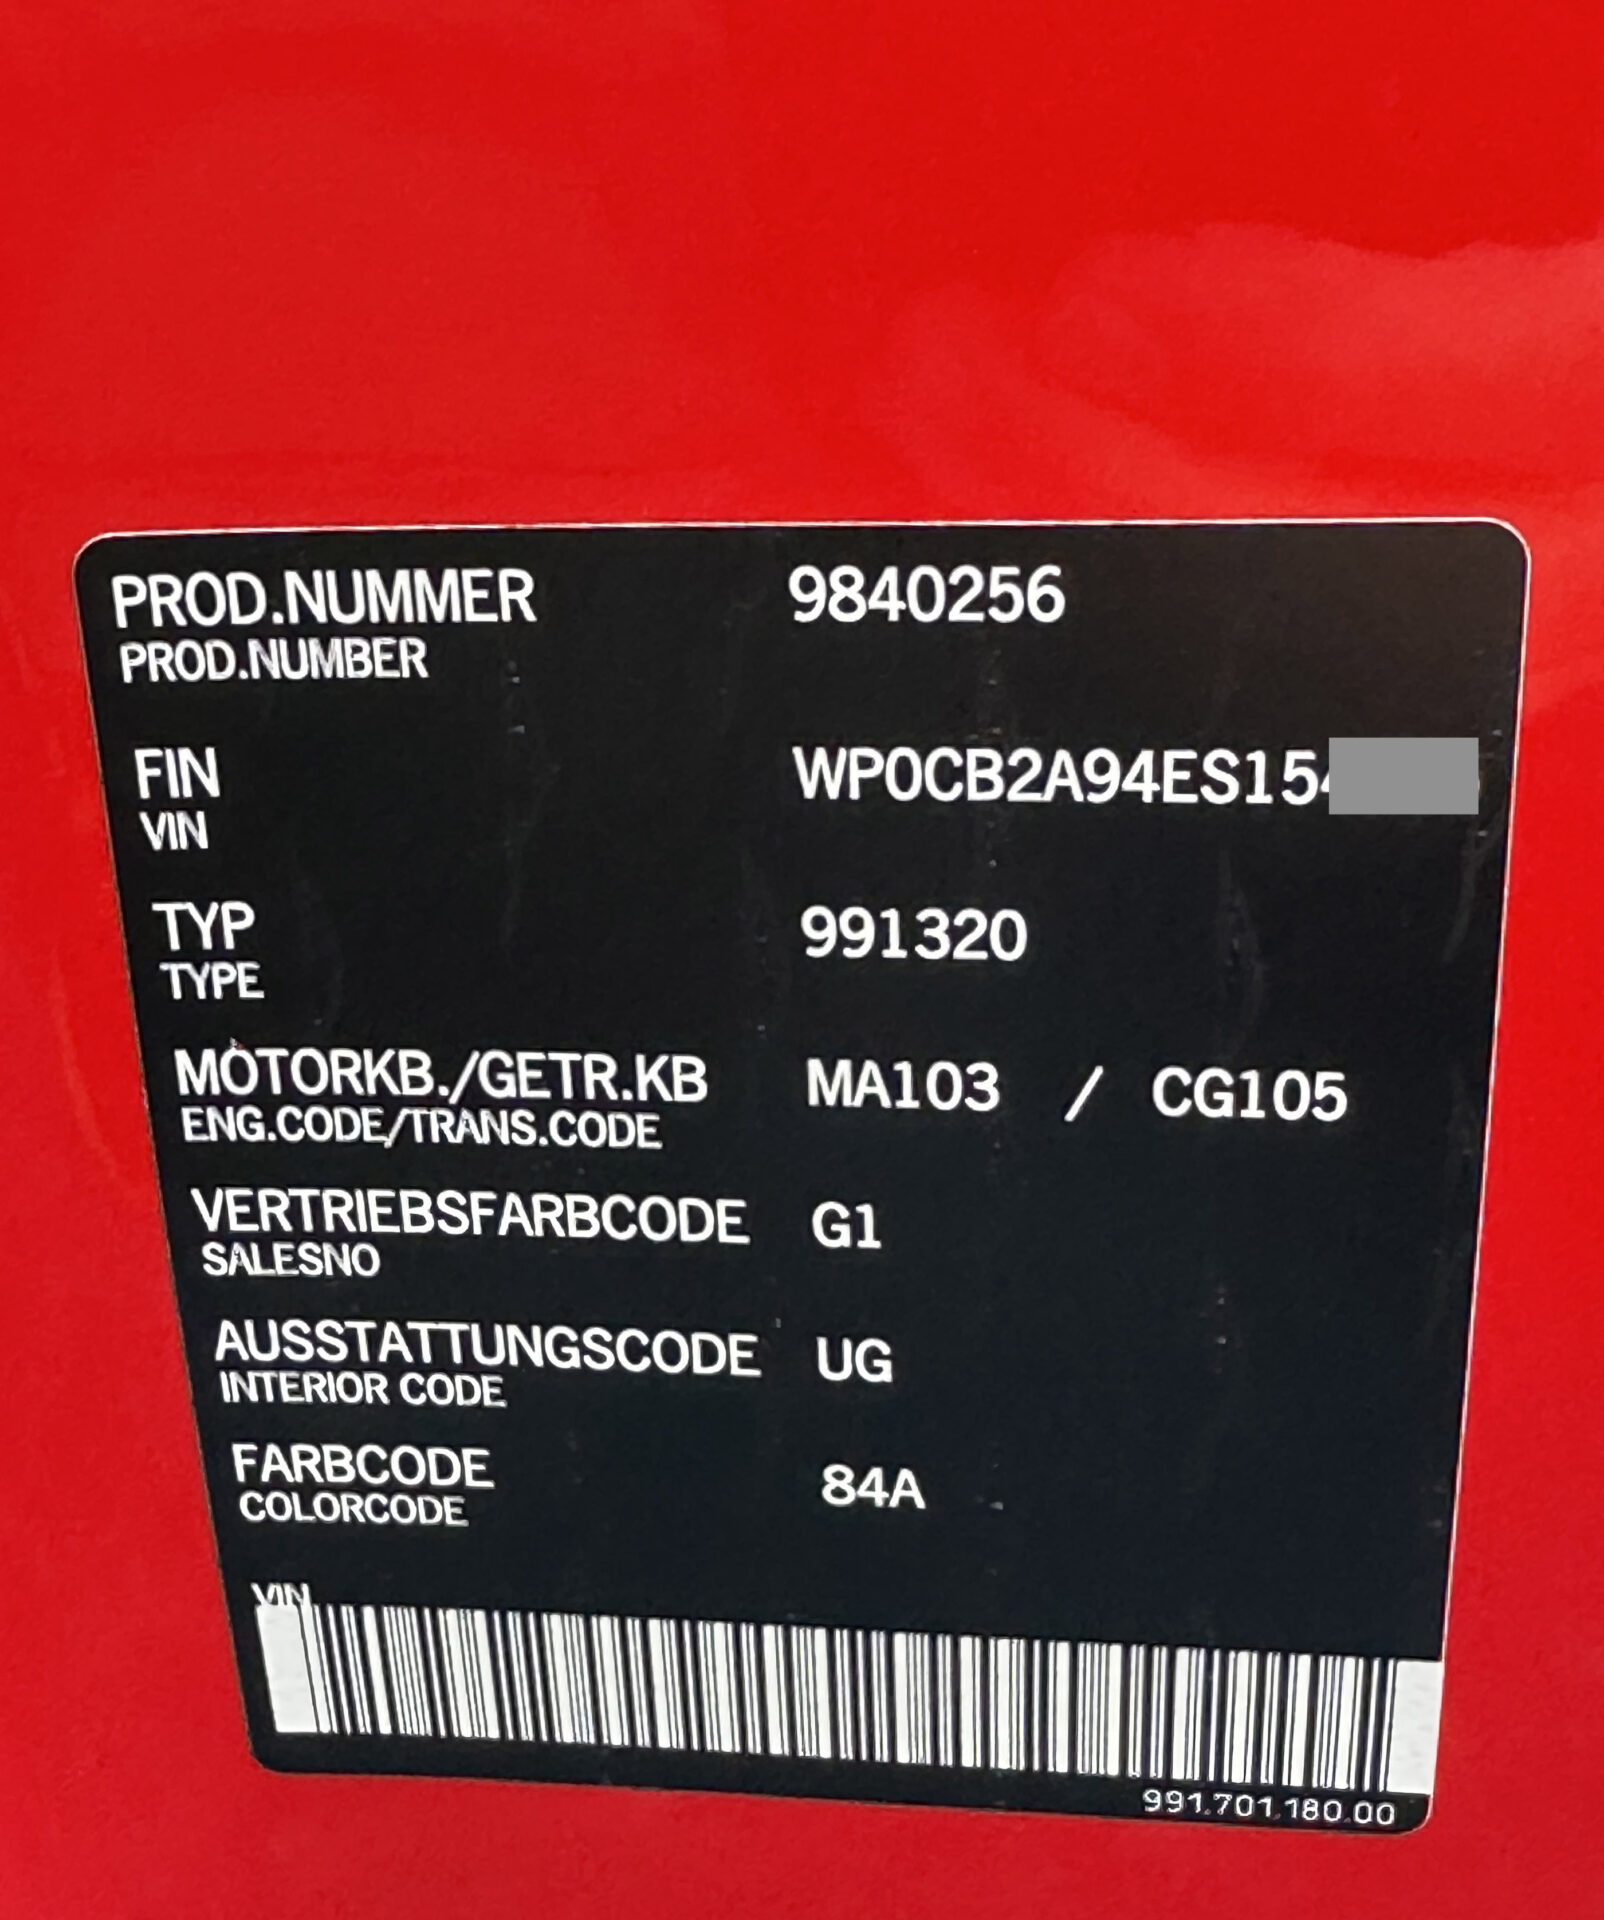 PROD.NUMMER 9840256
PROD.NUMBER
FIN WP0CB2A94ES154
VIN
TYP 991320
TYPE
MOTORKB./GETR.KB MA103 / CG105
ENG.CODE/TRANS.CODE
VERTRIEBSFARBCODE G1
SALESNO
AUSSTATTUNGSCODE UG
INTERIOR CODE
FARBCODE 84A
COLORCODE
VIN
991.701.180.00